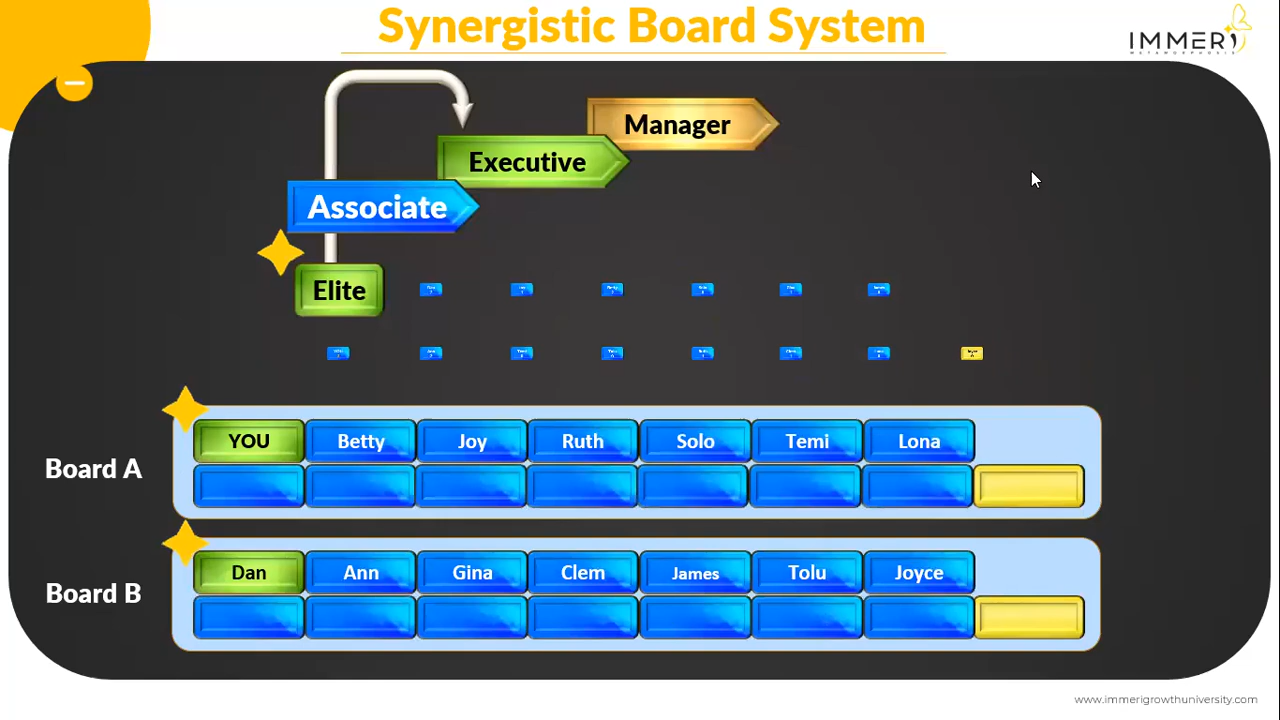 Synergistic Board System
IMMERI
METAMORPHOSIS
Manager
Executive
Associate
Elite
YOU Betty Joy Ruth Solo Temi Lona
Board A
Dan Ann Gina Clem James Tolu Joyce
Board B
www.immerigrowthuniversity.com